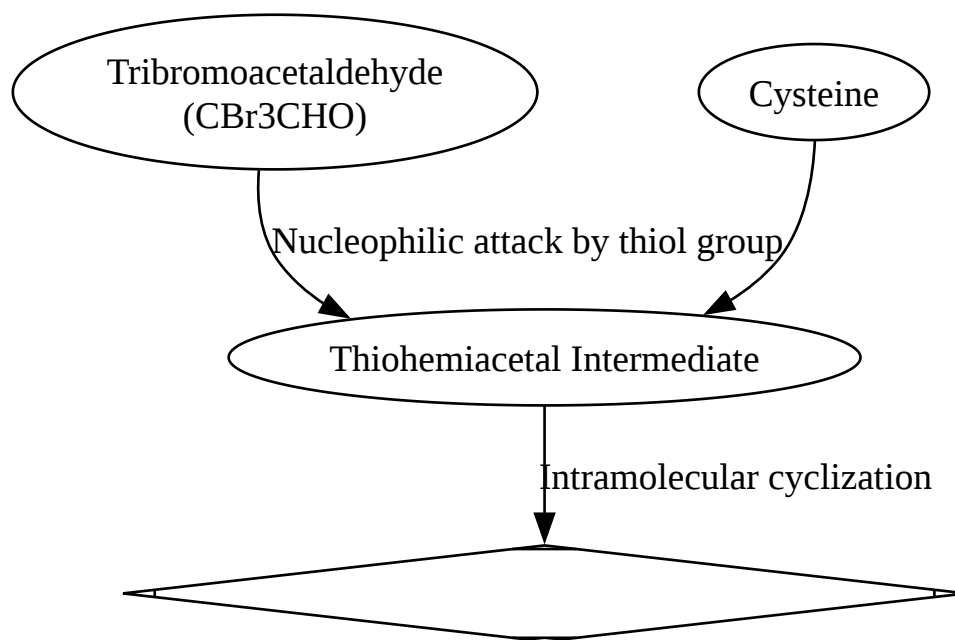 Tribromoacetaldehyde
(CBr3CHO)
Cysteine
Nucleophilic attack by thiol group
Thiohemiacetal Intermediate
Intramolecular cyclization